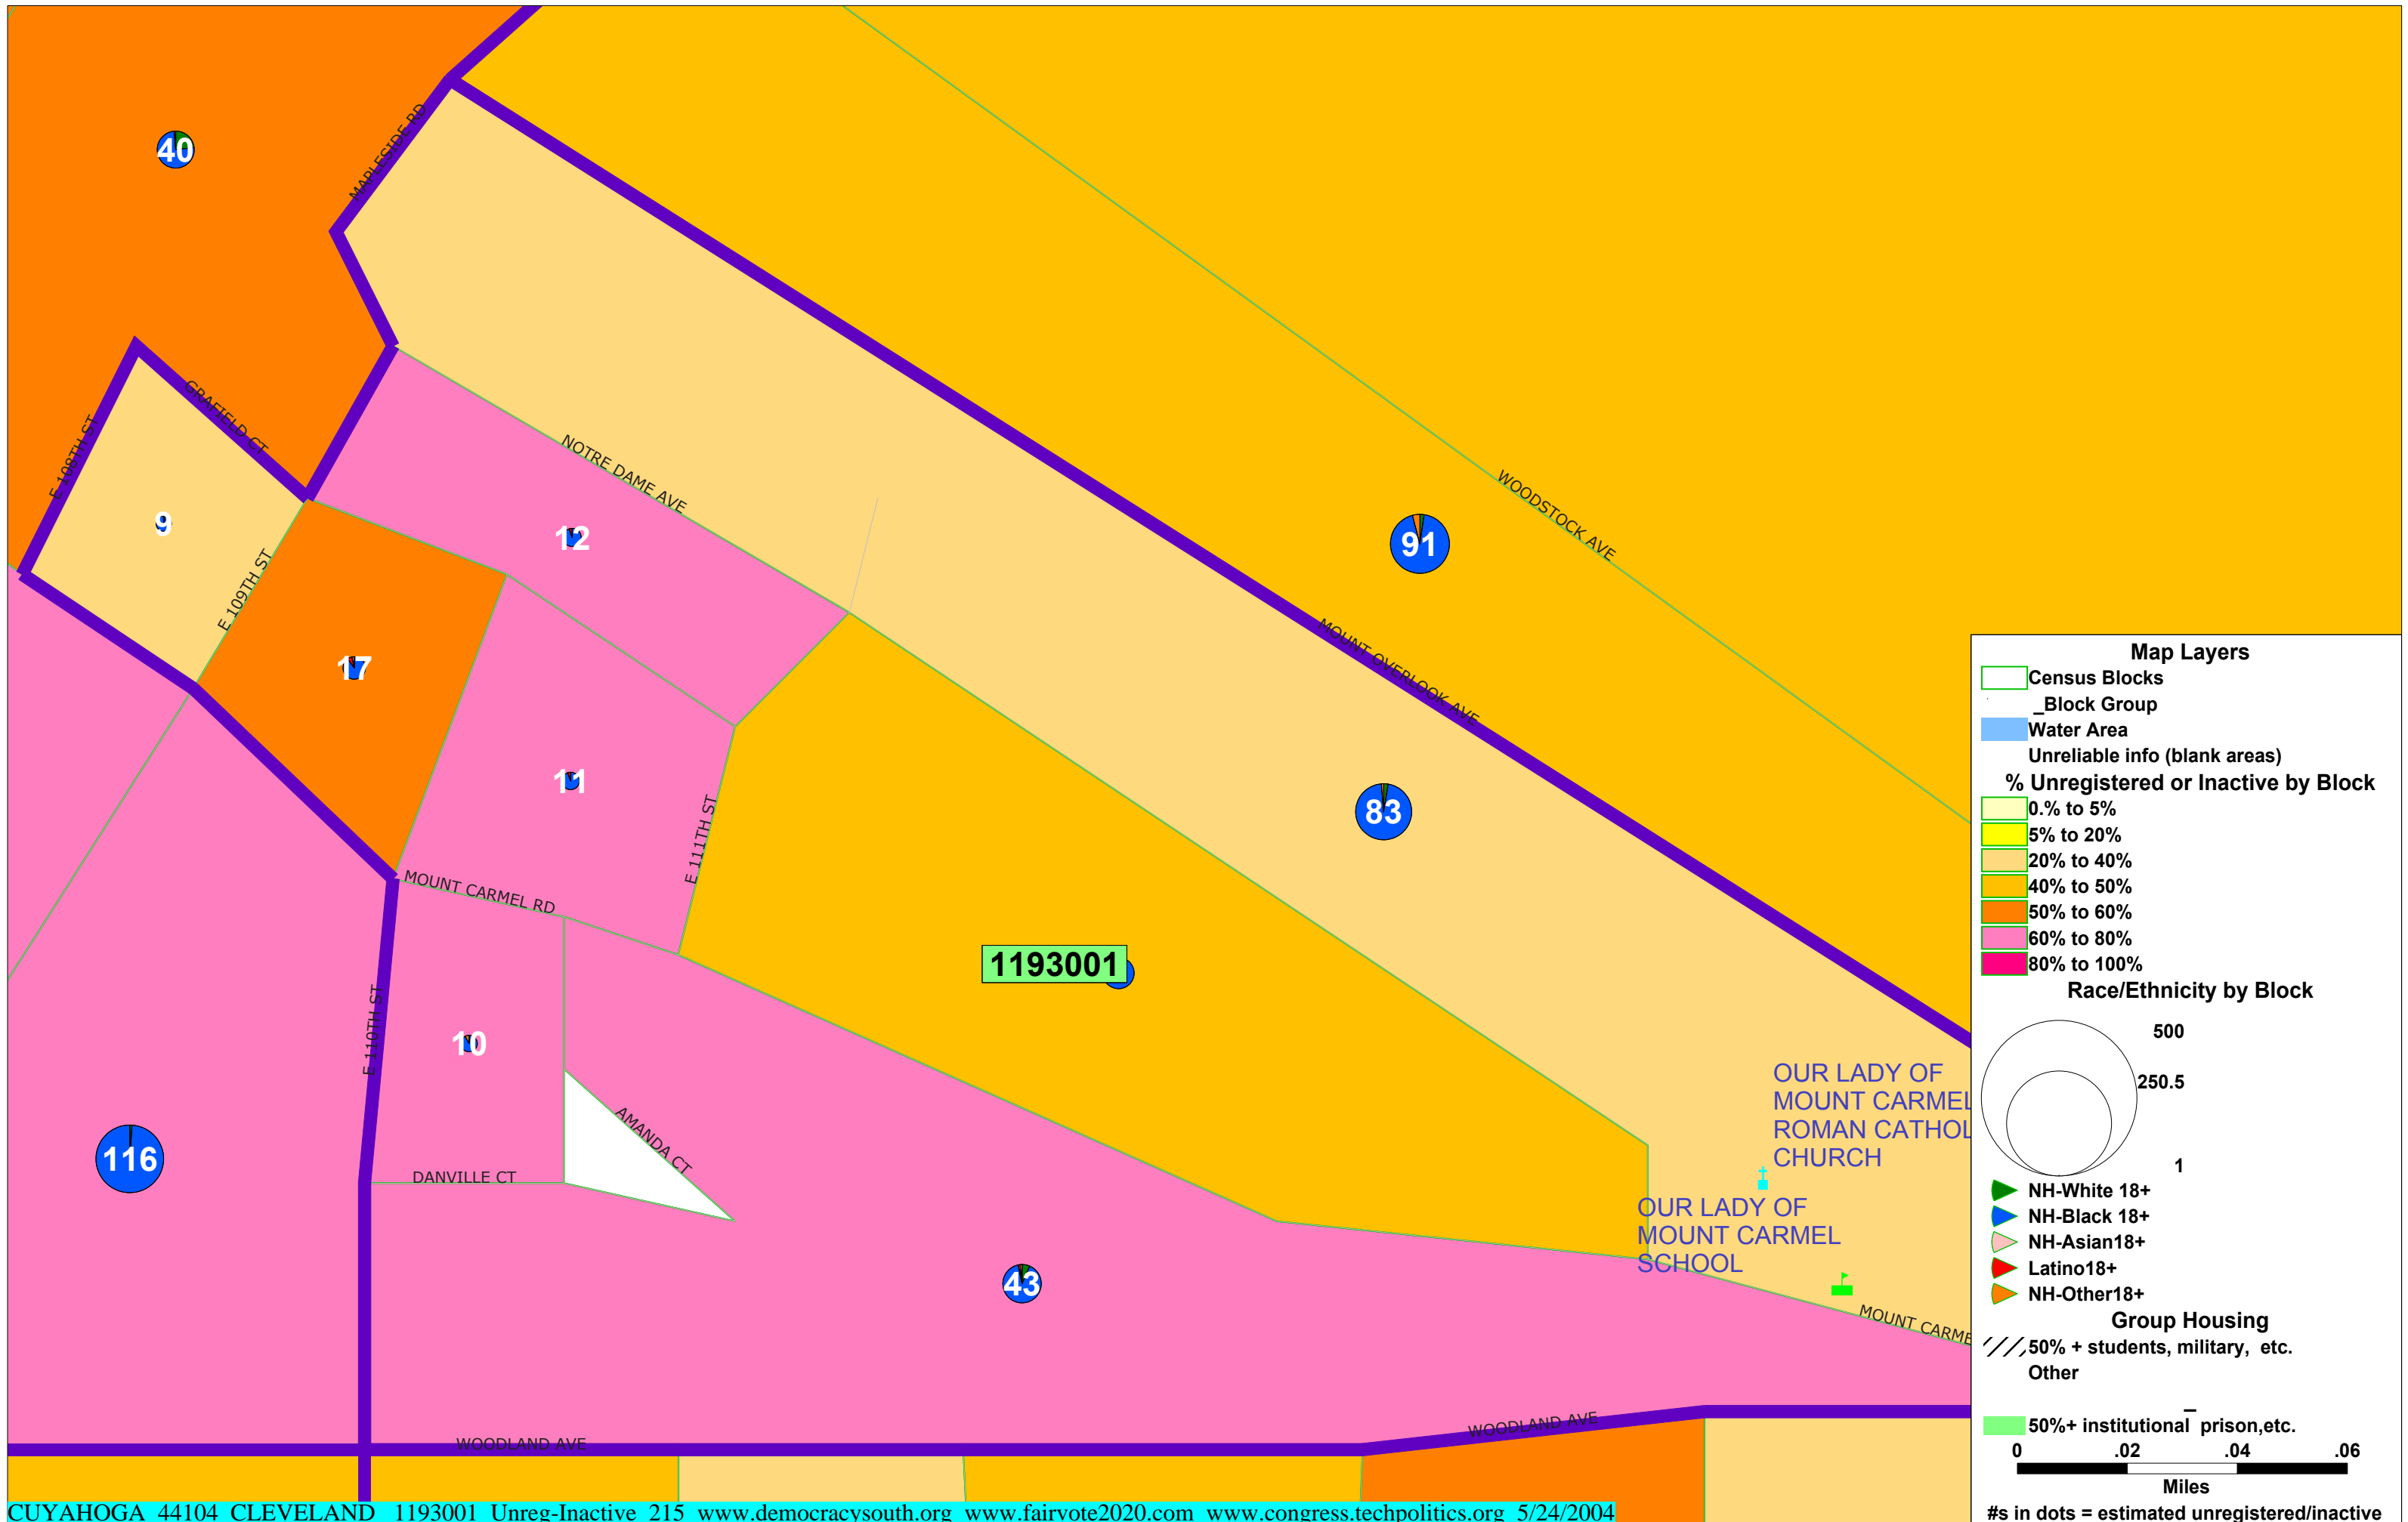 40
MAPLESIDE RD
GRAFIELD CT
E 108TH ST
9
E 109TH ST
NOTRE DAME AVE
12
17
11
E 111TH ST
WOODSTOCK AVE
91
MOUNT OVERLOOK AVE
83
MOUNT CARMEL RD
1193001
E 110TH ST
10
AMANDA CT
DANVILLE CT
116
43
OUR LADY OF
MOUNT CARMEL
ROMAN CATHOL
CHURCH
OUR LADY OF
MOUNT CARMEL
SCHOOL
MOUNT CARME
WOODLAND AVE
WOODLAND AVE
Map Layers
Census Blocks
_Block Group
Water Area
Unreliable info (blank areas)
% Unregistered or Inactive by Block
0.% to 5%
5% to 20%
20% to 40%
40% to 50%
50% to 60%
60% to 80%
80% to 100%
Race/Ethnicity by Block
500
250.5
1
NH-White 18+
NH-Black 18+
NH-Asian18+
Latino18+
NH-Other18+
Group Housing
50% + students, military, etc.
Other
50%+ institutional_ prison,etc.
0 .02 .04 .06
Miles
#s in dots = estimated unregistered/inactive
CUYAHOGA 44104 CLEVELAND 1193001 Unreg-Inactive 215 www.democracysouth.org www.fairvote2020.com www.congress.techpolitics.org 5/24/2004